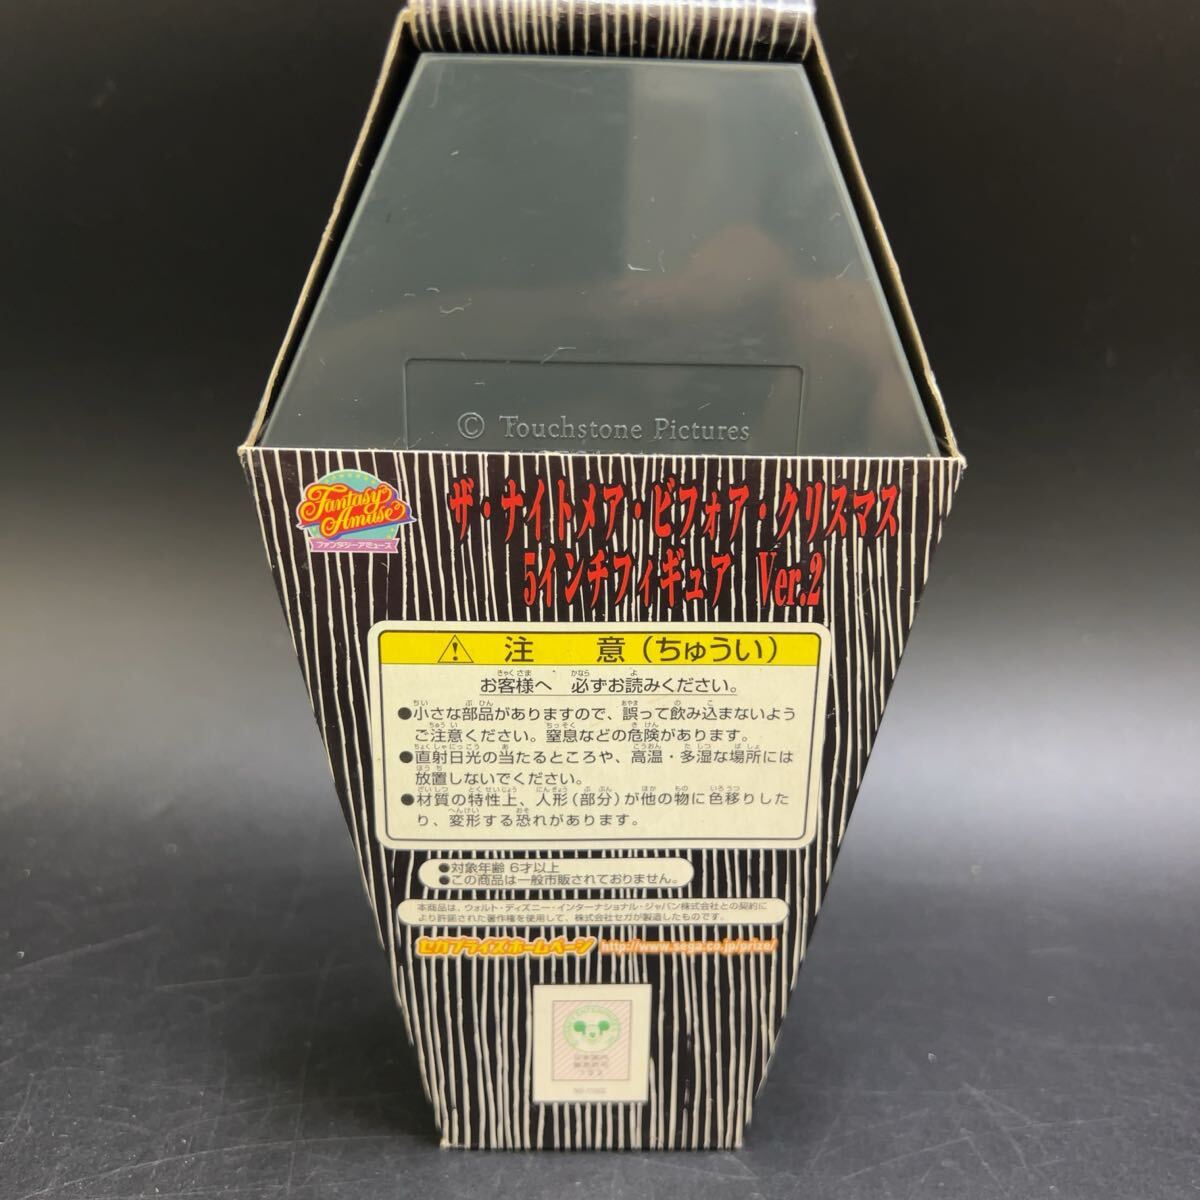 © Touchstone Pictures
Fantasy
Amuse
ファンタジーアミューズ
ザ・ナイトメア・ビフォア・クリスマス
5インチフィギュア Ver.2
注 意（ちゅうい）
お客様へ 必ずお読みください。
●小さな部品がありますので、誤って飲み込まないよう
ご注意ください。窒息などの危険があります。
●直射日光の当たるところや、高温・多湿な場所には
放置しないでください。
●材質の特性上、人形（部分）が他の物に色移りした
り、変形する恐れがあります。
●対象年齢 6才以上
●この商品は一般市販されておりません。
本商品は、ウォルト・ディズニー・インターナショナル・ジャパン株式会社との契約に
より許諾された著作権を使用して、株式会社セガが製造したものです。
セガプライズホームページ http://www.sega.co.jp/prize/